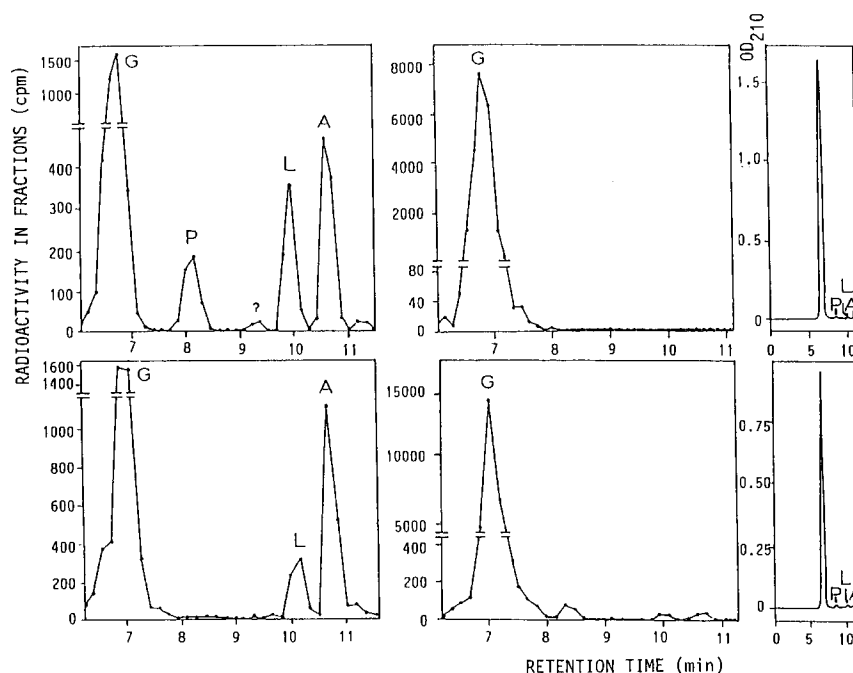 RADIOACTIVITY IN FRACTIONS (cpm)
1500
1000
400
300
200
100
0
G
P
?
L
A
7 8 9 10 11
8000
6000
4000
2000
80
40
0
G
7 8 9 10 11
OD210
1.5
1.0
0.5
0
P L A
0 5 10
1600
1400
1000
800
600
400
200
0
G
L
A
7 8 9 10 11
15000
10000
5000
400
200
0
G
7 8 9 10 11
0.75
0.50
0.25
0
P L A
0 5 10
RETENTION TIME (min)